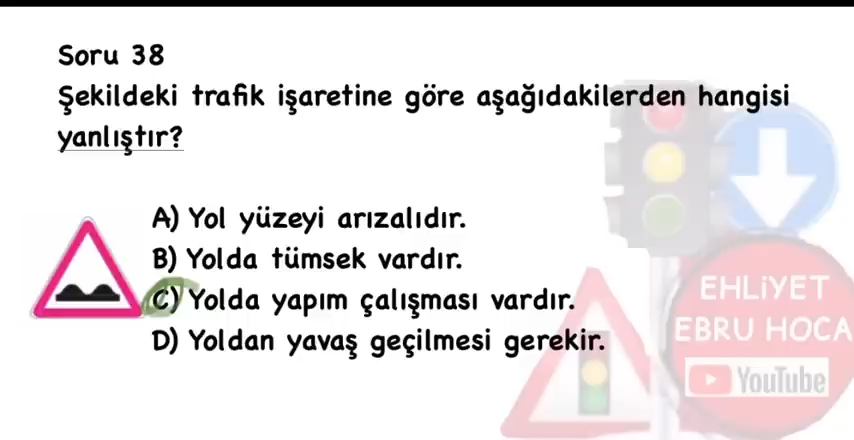 Soru 38
Şekildeki trafik işaretine göre aşağıdakilerden hangisi
yanlıştır?
A) Yol yüzeyi arızalıdır.
B) Yolda tümsek vardır.
C) Yolda yapım çalışması vardır.
D) Yoldan yavaş geçilmesi gerekir.
EHLİYET
EBRU HOCA
YouTube